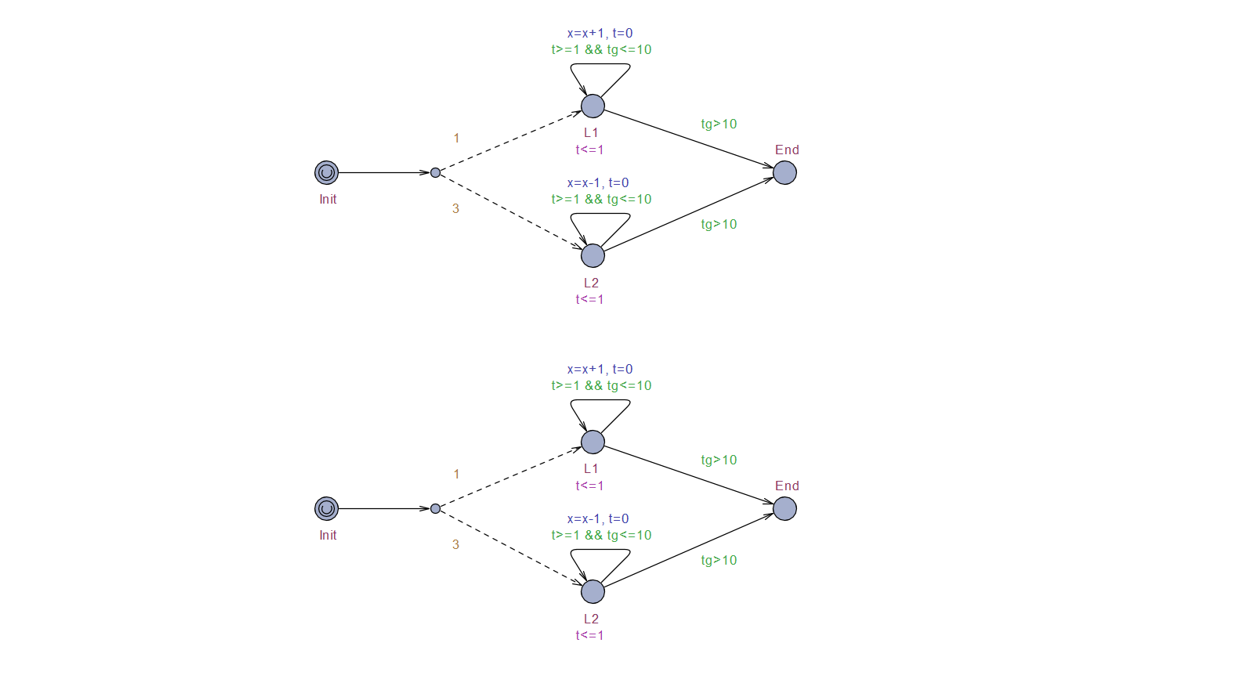 x=x+1, t=0
t>=1 && tg<=10
1
tg>10
L1
t<=1
End
Init
x=x-1, t=0
t>=1 && tg<=10
3
tg>10
L2
t<=1
x=x+1, t=0
t>=1 && tg<=10
1
tg>10
L1
t<=1
End
Init
x=x-1, t=0
t>=1 && tg<=10
3
tg>10
L2
t<=1